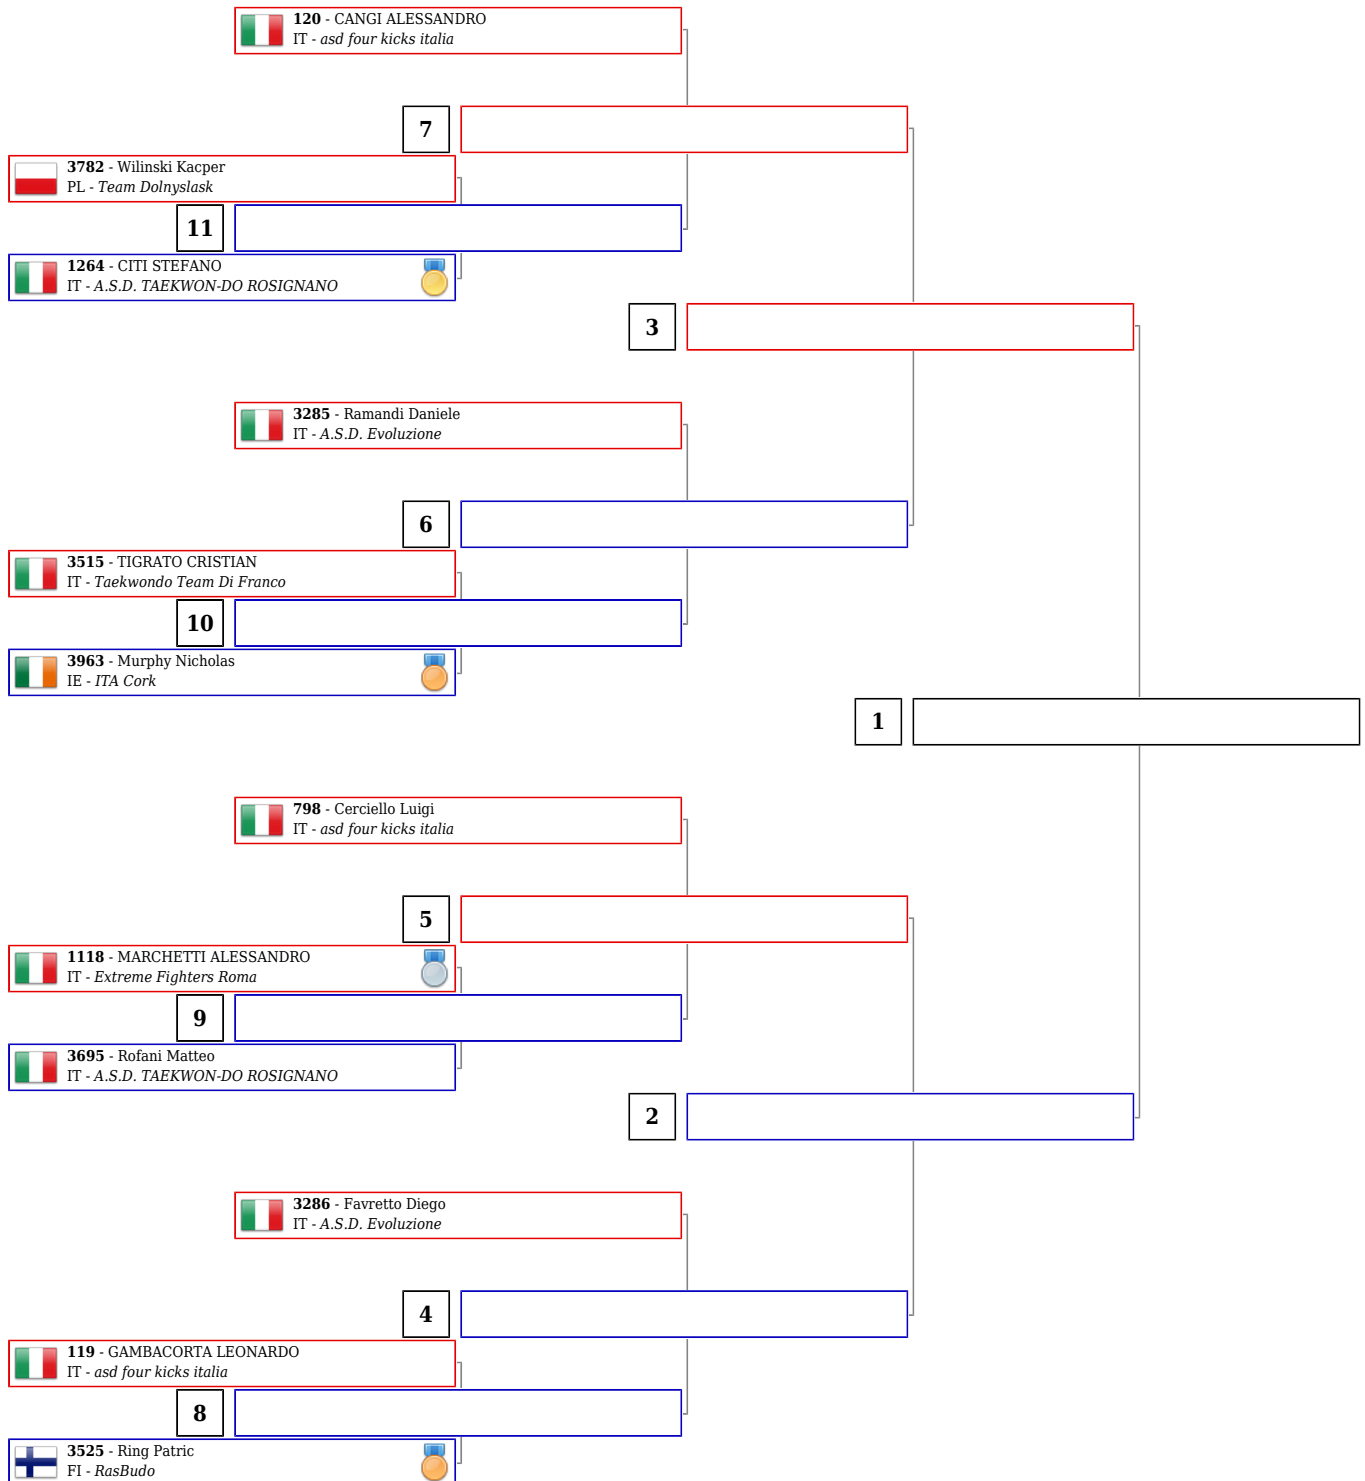 120 - CANGI ALESSANDRO
IT - asd four kicks italia
7
3782 - Wilinski Kacper
PL - Team Dolnyslask
11
1264 - CITI STEFANO
IT - A.S.D. TAEKWON-DO ROSIGNANO
3
3285 - Ramandi Daniele
IT - A.S.D. Evoluzione
6
3515 - TIGRATO CRISTIAN
IT - Taekwondo Team Di Franco
10
3963 - Murphy Nicholas
IE - ITA Cork
1
798 - Cerciello Luigi
IT - asd four kicks italia
5
1118 - MARCHETTI ALESSANDRO
IT - Extreme Fighters Roma
9
3695 - Rofani Matteo
IT - A.S.D. TAEKWON-DO ROSIGNANO
2
3286 - Favretto Diego
IT - A.S.D. Evoluzione
4
119 - GAMBACORTA LEONARDO
IT - asd four kicks italia
8
3525 - Ring Patric
FI - RasBudo